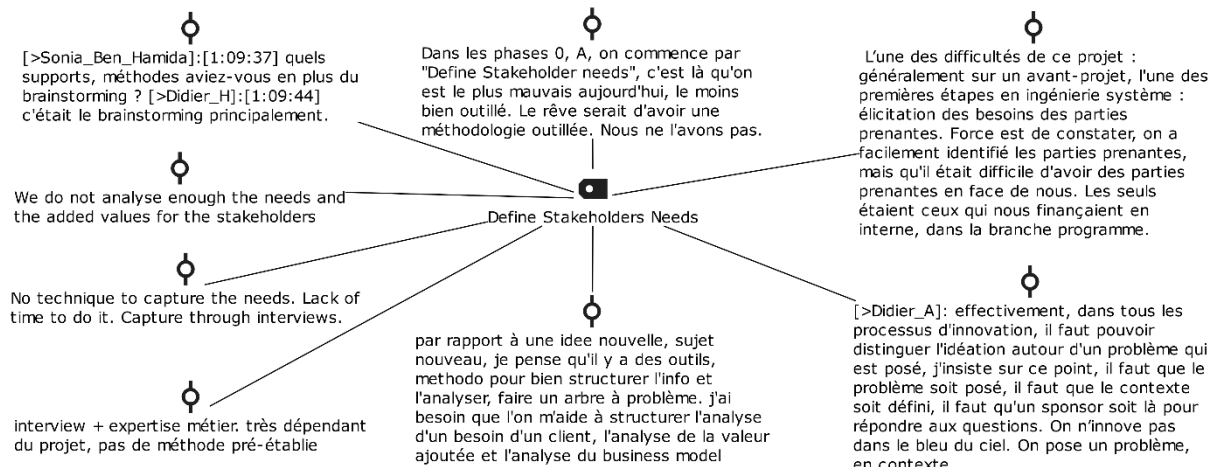 [>Sonia_Ben_Hamida]:[1:09:37] quels
supports, méthodes aviez-vous en plus du
brainstorming ? [>Didier_H]:[1:09:44]
c'était le brainstorming principalement.
Dans les phases 0, A, on commence par
"Define Stakeholder needs", c'est là qu'on
est le plus mauvais aujourd'hui, le moins
bien outillé. Le rêve serait d'avoir une
méthodologie outillée. Nous ne l'avons pas.
L'une des difficultés de ce projet :
généralement sur un avant-projet, l'une des
premières étapes en ingénierie système :
élicitation des besoins des parties
prenantes. Force est de constater, on a
facilement identifié les parties prenantes,
mais qu'il était difficile d'avoir des parties
prenantes en face de nous. Les seuls
étaient ceux qui nous finançaient en
interne, dans la branche programme.
We do not analyse enough the needs and
the added values for the stakeholders
Define Stakeholders Needs
No technique to capture the needs. Lack of
time to do it. Capture through interviews.
interview + expertise métier. très dépendant
du projet, pas de méthode pré-établie
par rapport à une idee nouvelle, sujet
nouveau, je pense qu'il y a des outils,
methodo pour bien structurer l'info et
l'analyser, faire un arbre à problème. j'ai
besoin que l'on m'aide à structurer l'analyse
d'un besoin d'un client, l'analyse de la valeur
ajoutée et l'analyse du business model
[>Didier_A]: effectivement, dans tous les
processus d'innovation, il faut pouvoir
distinguer l'idéation autour d'un problème qui
est posé, j'insiste sur ce point, il faut que le
problème soit posé, il faut que le contexte
soit défini, il faut qu'un sponsor soit là pour
répondre aux questions. On n'innove pas
dans le bleu du ciel. On pose un problème,
en contexte